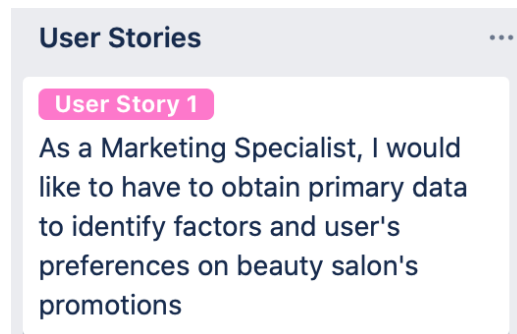 User Stories
User Story 1
As a Marketing Specialist, I would
like to have to obtain primary data
to identify factors and user's
preferences on beauty salon's
promotions